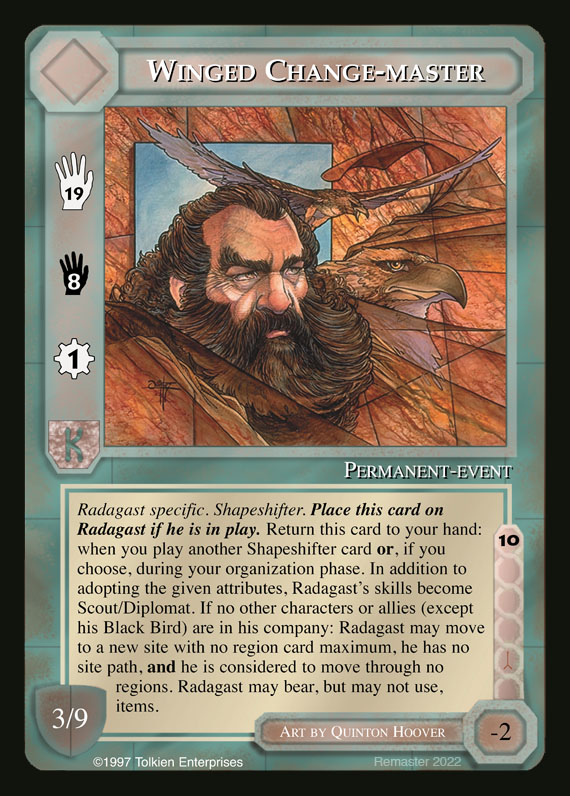 WINGED CHANGE-MASTER
19
8
1
K
PERMANENT-EVENT
Radagast specific. Shapeshifter. Place this card on
Radagast if he is in play. Return this card to your hand:
when you play another Shapeshifter card or, if you
choose, during your organization phase. In addition to
adopting the given attributes, Radagast's skills become
Scout/Diplomat. If no other characters or allies (except
his Black Bird) are in his company: Radagast may move
to a new site with no region card maximum, he has no
site path, and he is considered to move through no
regions. Radagast may bear, but may not use,
items.
10
3/9
ART BY QUINTON HOOVER
-2
©1997 Tolkien Enterprises
Remaster 2022